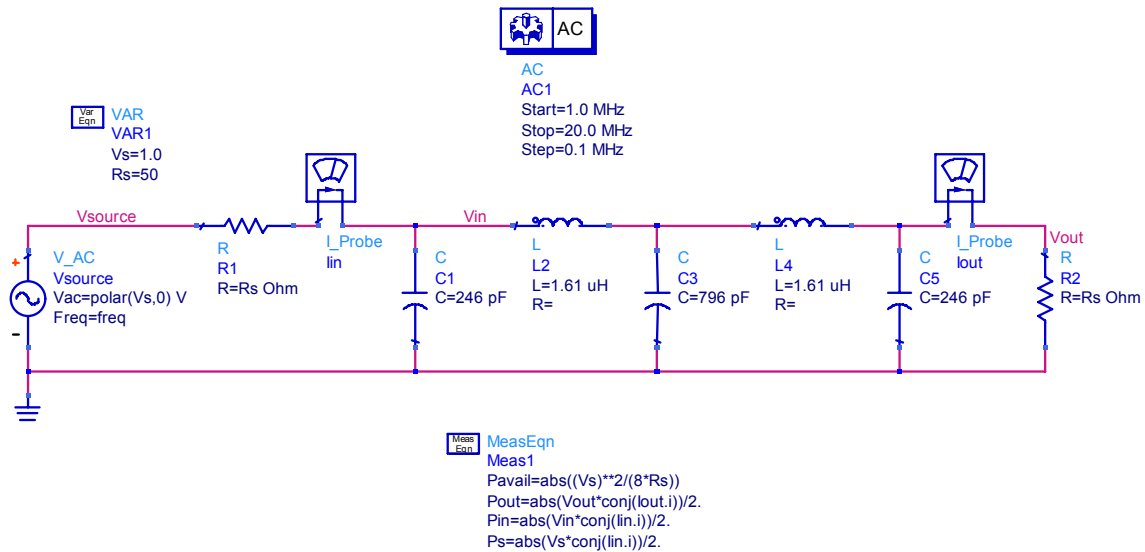 AC
AC
AC1
Start=1.0 MHz
Stop=20.0 MHz
Step=0.1 MHz
Var
Eqn
VAR
VAR1
Vs=1.0
Rs=50
Vsource
Vin
Vout
V_AC
Vsource
Vac=polar(Vs,0) V
Freq=freq
R
R1
R=Rs Ohm
I_Probe
Iin
C
C1
C=246 pF
L
L2
L=1.61 uH
R=
C
C3
C=796 pF
L
L4
L=1.61 uH
R=
C
C5
C=246 pF
I_Probe
Iout
R
R2
R=Rs Ohm
Meas
Eqn
MeasEqn
Meas1
Pavail=abs((Vs)**2/(8*Rs))
Pout=abs(Vout*conj(Iout.i))/2.
Pin=abs(Vin*conj(Iin.i))/2.
Ps=abs(Vs*conj(Iin.i))/2.